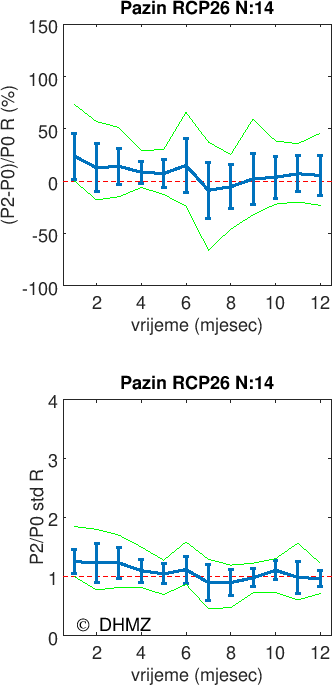 Pazin RCP26 N:14
(P2-P0)/P0 R (%)
150
100
50
0
-50
-100
2 4 6 8 10 12
vrijeme (mjesec)
Pazin RCP26 N:14
P2/P0 std R
4
3
2
1
0
© DHMZ
2 4 6 8 10 12
vrijeme (mjesec)